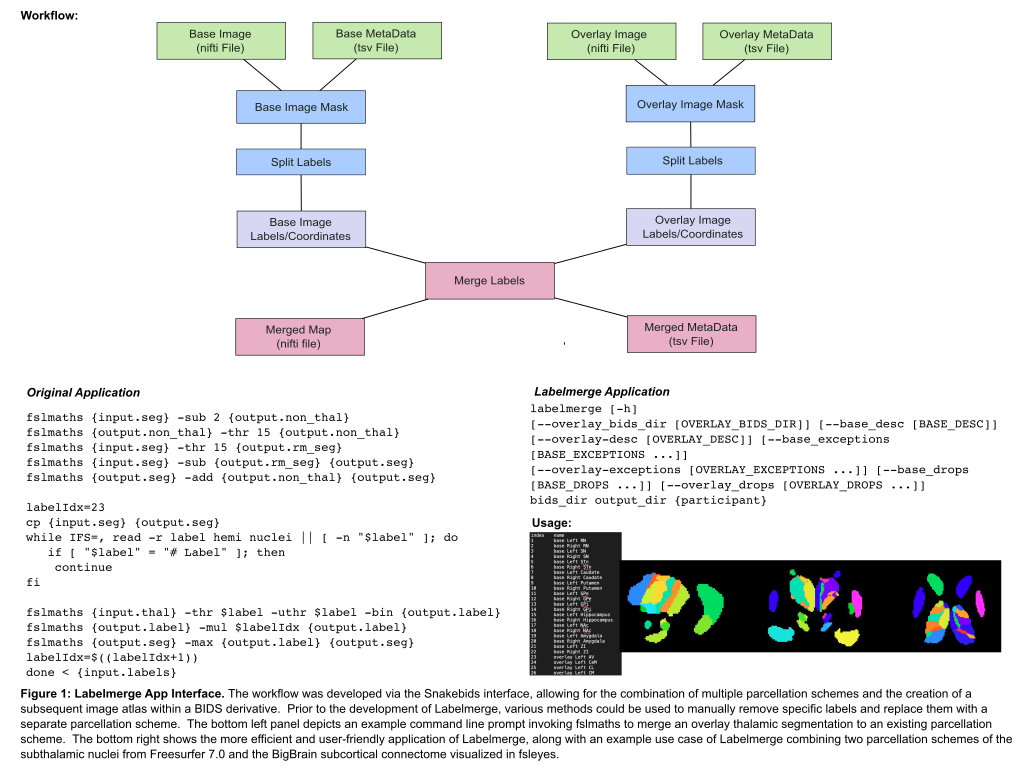 Workflow:
Base Image
(nifti File)
Base MetaData
(tsv File)
Overlay Image
(nifti File)
Overlay MetaData
(tsv File)
Base Image Mask
Overlay Image Mask
Split Labels
Split Labels
Base Image
Labels/Coordinates
Overlay Image
Labels/Coordinates
Merge Labels
Merged Map
(nifti file)
Merged MetaData
(tsv File)
Original Application
fslmaths {input.seg} -sub 2 {output.non_thal}
fslmaths {output.non_thal} -thr 15 {output.non_thal}
fslmaths {input.seg} -thr 15 {output.rm_seg}
fslmaths {input.seg} -sub {output.rm_seg} {output.seg}
fslmaths {output.seg} -add {output.non_thal} {output.seg}
labelIdx=23
cp {input.seg} {output.seg}
while IFS=, read -r label hemi nuclei || [ -n "$label" ]; do
if [ "$label" = "# Label" ]; then
continue
fi
fslmaths {input.thal} -thr $label -uthr $label -bin {output.label}
fslmaths {output.label} -mul $labelIdx {output.label}
fslmaths {output.seg} -max {output.label} {output.seg}
labelIdx=$((labelIdx+1))
done < {input.labels}
Labelmerge Application
labelmerge [-h]
[--overlay_bids_dir [OVERLAY_BIDS_DIR]] [--base_desc [BASE_DESC]]
[--overlay-desc [OVERLAY_DESC]] [--base_exceptions
[BASE_EXCEPTIONS ...]]
[--overlay-exceptions [OVERLAY_EXCEPTIONS ...]] [--base_drops
[BASE_DROPS ...]] [--overlay_drops [OVERLAY_DROPS ...]]
bids_dir output_dir {participant}
Usage:
index name
1 base Left RN
2 base Right RN
3 base Left SN
4 base Right SN
5 base Left STn
6 base Right STn
7 base Left Caudate
8 base Right Caudate
9 base Left Putamen
10 base Right Putamen
11 base Left GPe
12 base Right GPe
13 base Left GPi
14 base Right GPi
15 base Left Hippocampus
16 base Right Hippocampus
17 base Left NAc
18 base Right NAc
19 base Left Amygdala
20 base Right Amygdala
21 base Left ZI
22 base Right ZI
23 overlay Left AV
24 overlay Left CeM
25 overlay Left CL
26 overlay Left CM
Figure 1: Labelmerge App Interface. The workflow was developed via the Snakebids interface, allowing for the combination of multiple parcellation schemes and the creation of a
subsequent image atlas within a BIDS derivative. Prior to the development of Labelmerge, various methods could be used to manually remove specific labels and replace them with a
separate parcellation scheme. The bottom left panel depicts an example command line prompt invoking fslmaths to merge an overlay thalamic segmentation to an existing parcellation
scheme. The bottom right shows the more efficient and user-friendly application of Labelmerge, along with an example use case of Labelmerge combining two parcellation schemes of the
subthalamic nuclei from Freesurfer 7.0 and the BigBrain subcortical connectome visualized in fsleyes.